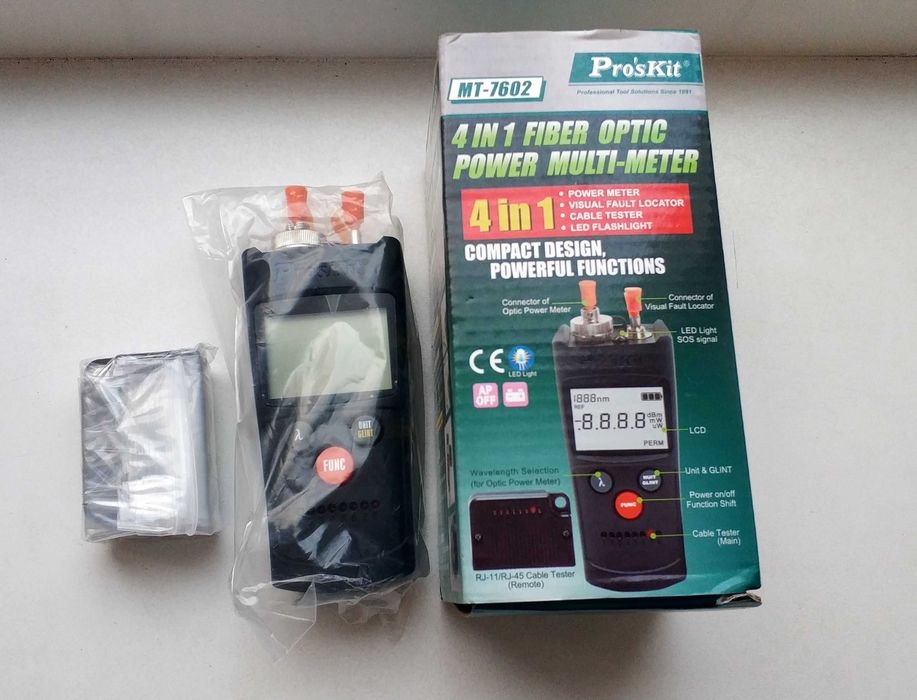 MT-7602
Pro'sKit®
Professional Tool Solutions Since 1991
4 IN 1 FIBER OPTIC
POWER MULTI-METER
4 in 1
• POWER METER
• VISUAL FAULT LOCATOR
• CABLE TESTER
• LED FLASHLIGHT
COMPACT DESIGN,
POWERFUL FUNCTIONS
Connector of
Optic Power Meter
Connector of
Visual Fault Locator
LED Light
SOS signal
CE
LED Light
AP
OFF
1888nm
REF
-8.8.8.8
dBm
mW
uW
PERM
LCD
Wavelength Selection
(for Optic Power Meter)
Unit & GLINT
λ
UNIT
GLINT
FUNC
Power on/off
Function Shift
Cable Tester
(Main)
RJ-11/RJ-45 Cable Tester
(Remote)
λ
UNIT
GLINT
FUNC